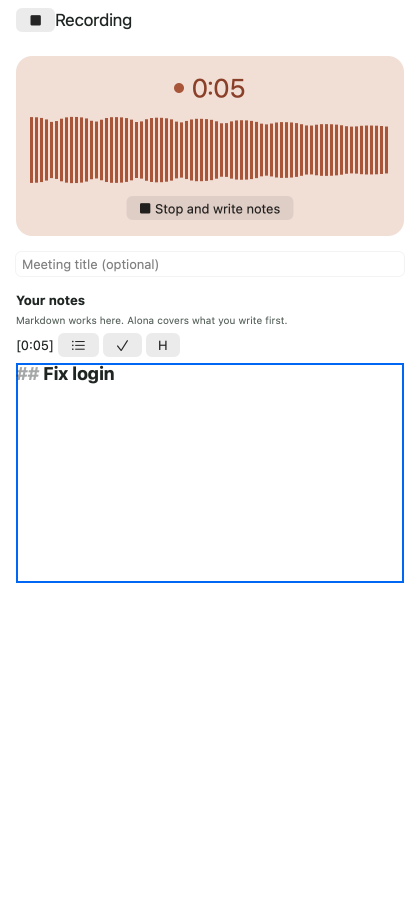 Recording
0:05
Stop and write notes
Meeting title (optional)
Your notes
Markdown works here. Alona covers what you write first.
[0:05] H
## Fix login